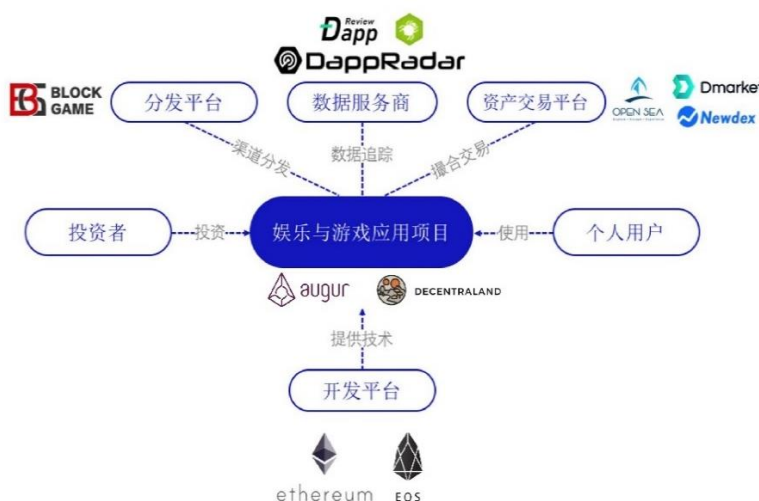 Dapp
Review
DappRadar
BLOCK
GAME
分发平台
数据服务商
资产交易平台
OPEN SEA
Dmarket
Newdex
渠道分发
数据追踪
撮合交易
投资者
投资
娱乐与游戏应用项目
使用
个人用户
augur
DECENTRALAND
提供技术
开发平台
ethereum
EOS